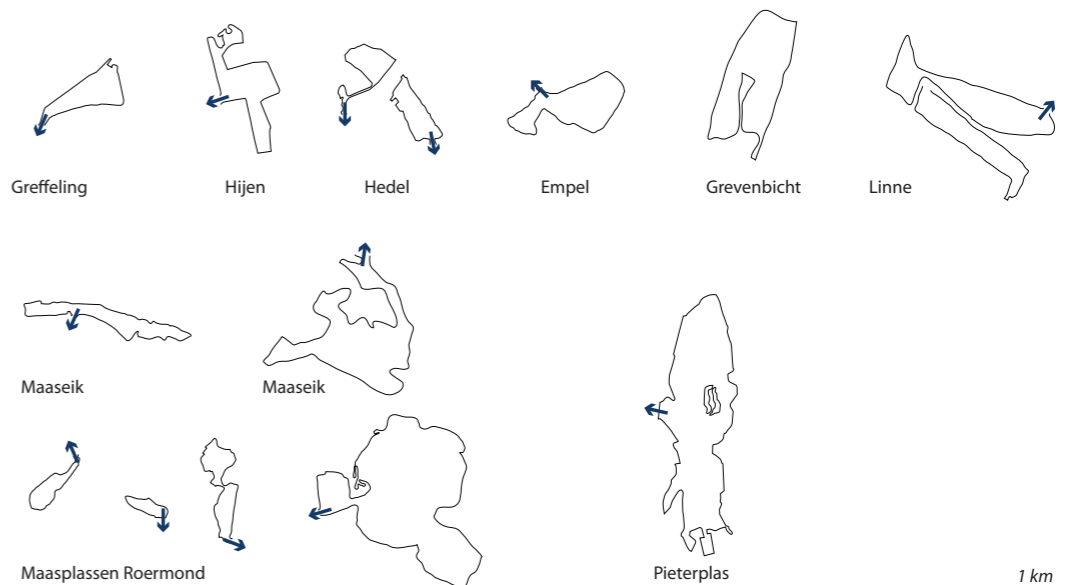 Greffeling
Hijen
Hedel
Empel
Grevenbicht
Linne
Maaseik
Maaseik
Maasplassen Roermond
Pieterplas
1 km